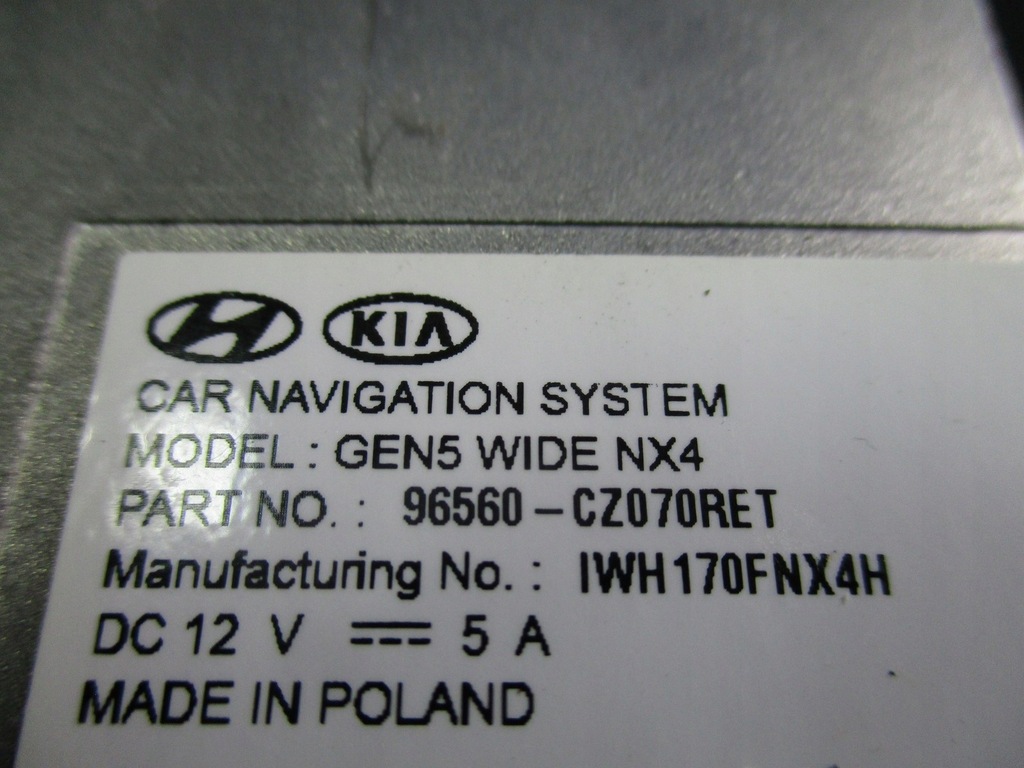 KIA
CAR NAVIGATION SYSTEM
MODEL : GEN5 WIDE NX4
PART NO. : 96560-CZ070RET
Manufacturing No. : IWH170FNX4H
DC 12 V ⎓ 5 A
MADE IN POLAND